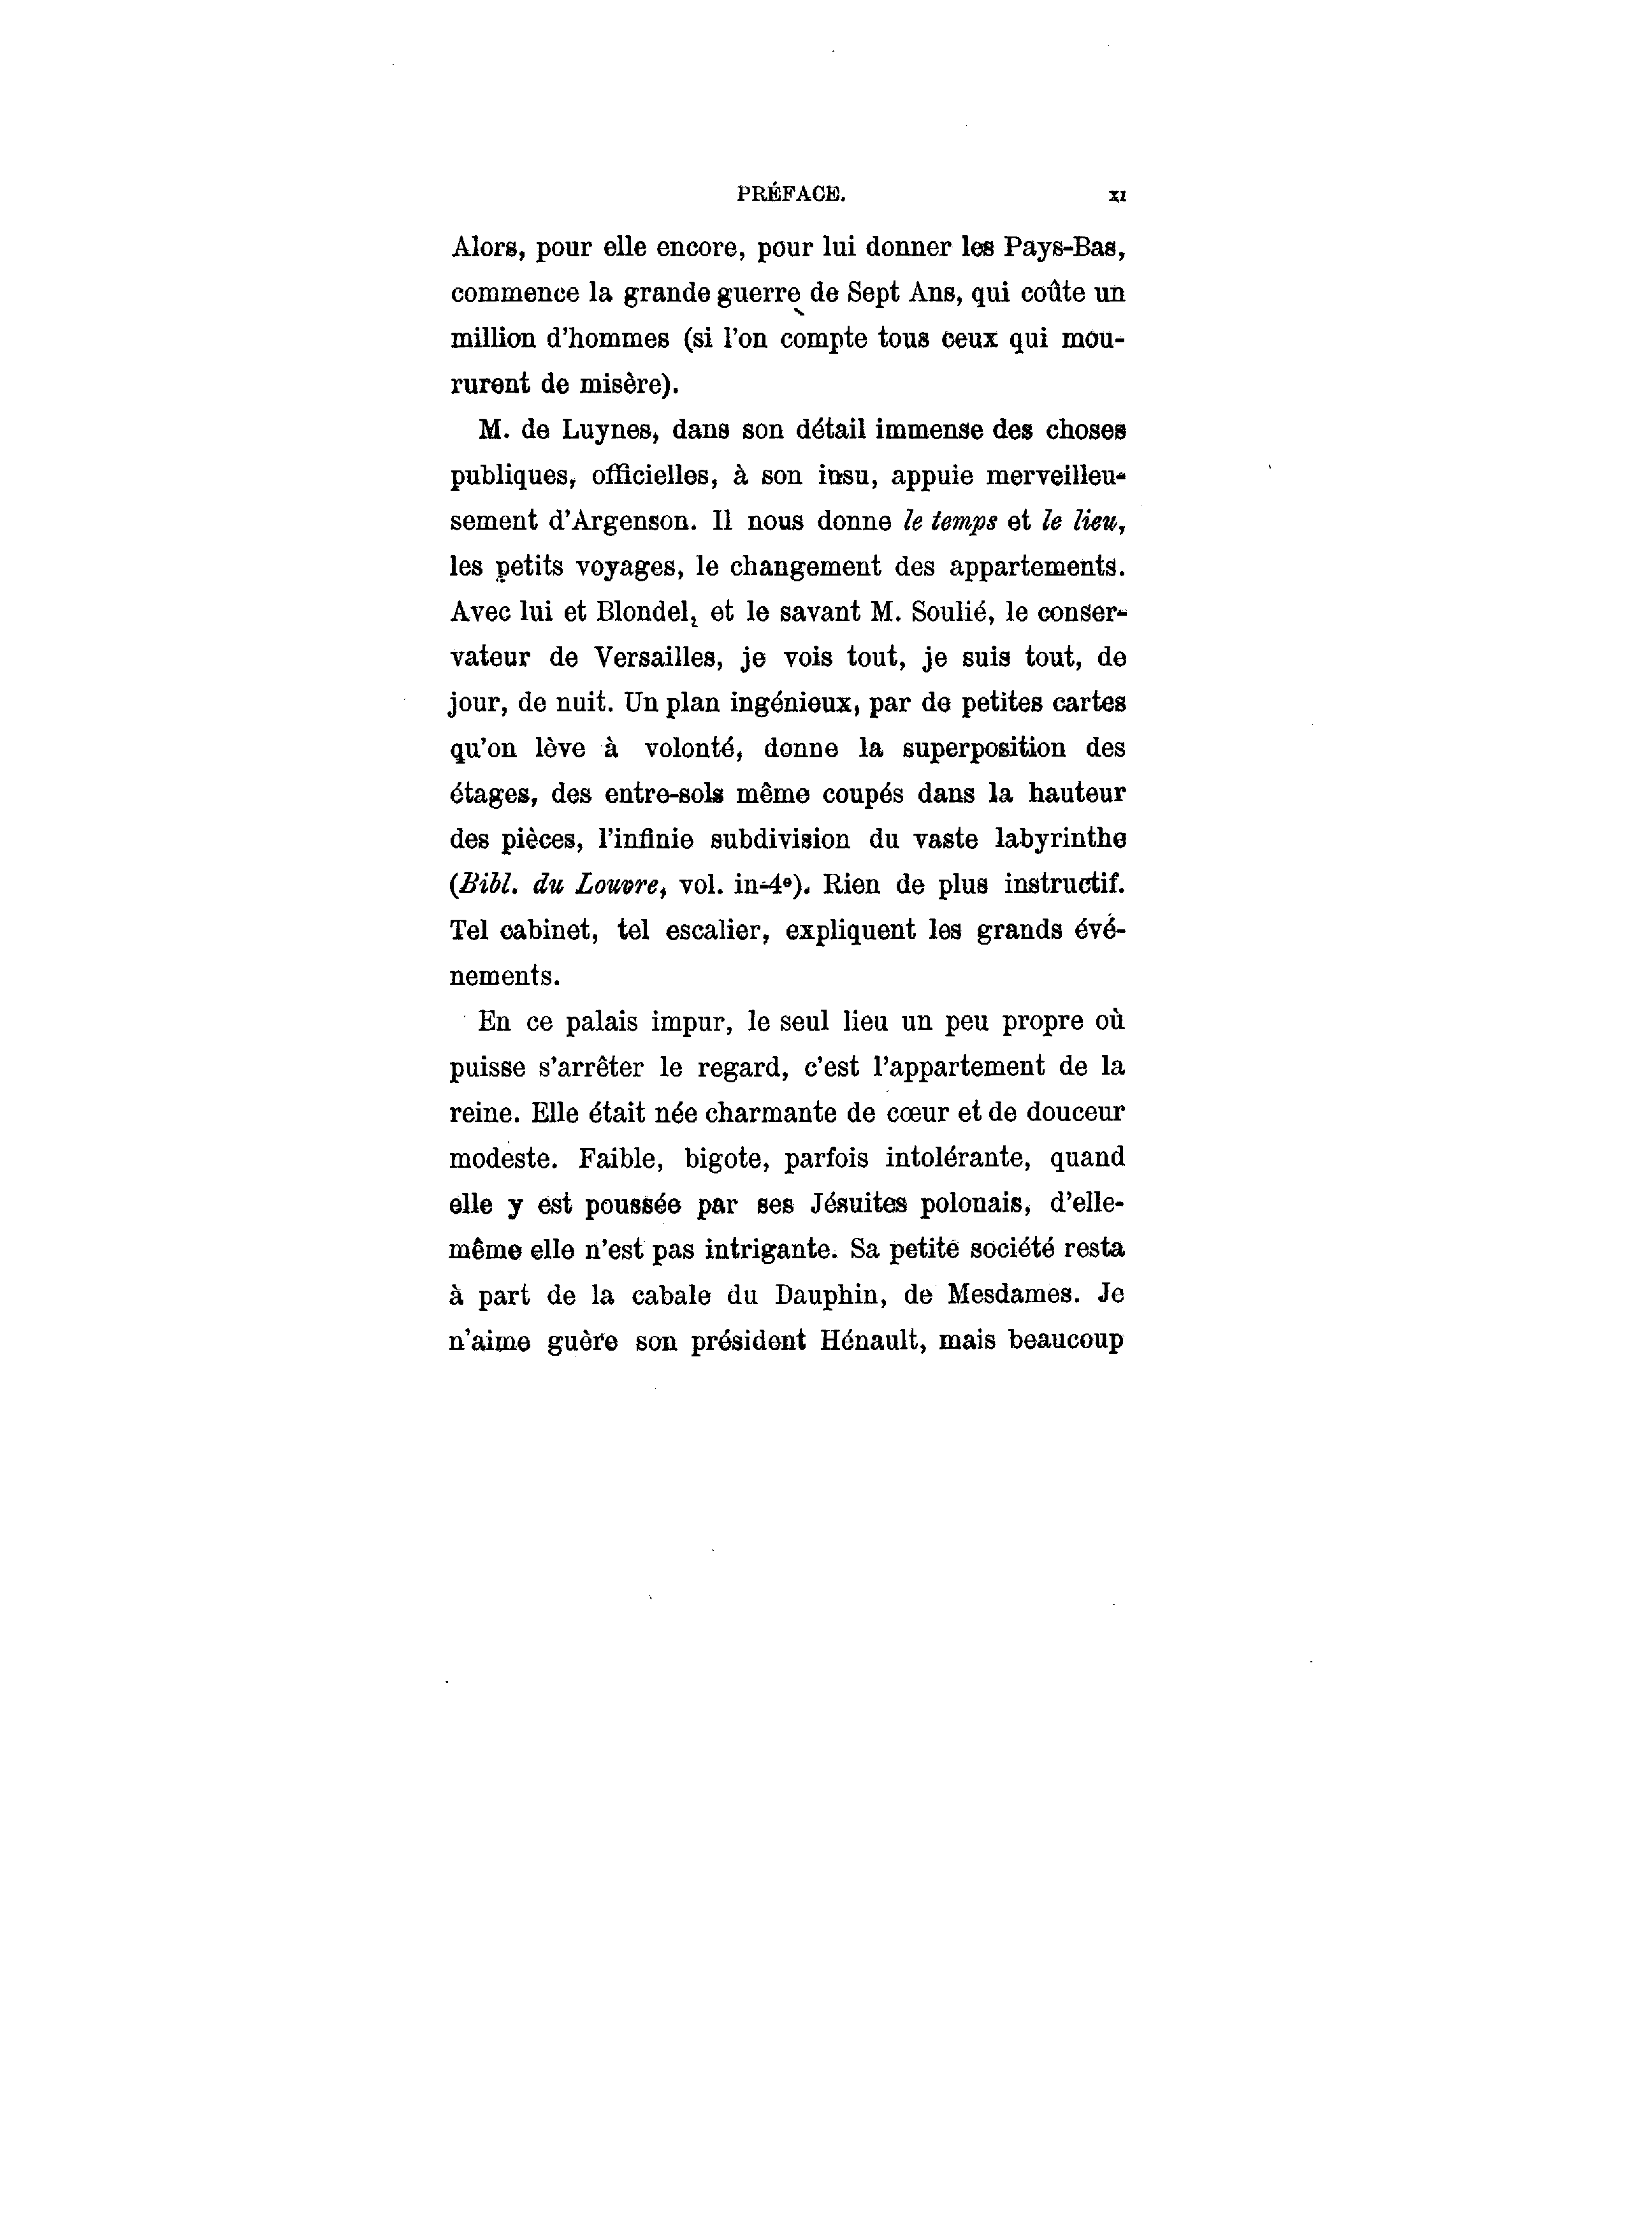 PRÉFACE. XI
Alors, pour elle encore, pour lui donner les Pays-Bas,
commence la grande guerre de Sept Ans, qui coûte un
million d'hommes (si l'on compte tous ceux qui mou-
rurent de misère).
M. de Luynes, dans son détail immense des choses
publiques, officielles, à son insu, appuie merveilleu-
sement d'Argenson. Il nous donne le temps et le lieu,
les petits voyages, le changement des appartements.
Avec lui et Blondel, et le savant M. Soulié, le conser-
vateur de Versailles, je vois tout, je suis tout, de
jour, de nuit. Un plan ingénieux, par de petites cartes
qu'on lève à volonté, donne la superposition des
étages, des entre-sols même coupés dans la hauteur
des pièces, l'infinie subdivision du vaste labyrinthe
(Bibl. du Louvre, vol. in-4º). Rien de plus instructif.
Tel cabinet, tel escalier, expliquent les grands évé-
nements.
En ce palais impur, le seul lieu un peu propre où
puisse s'arrêter le regard, c'est l'appartement de la
reine. Elle était née charmante de cœur et de douceur
modeste. Faible, bigote, parfois intolérante, quand
elle y est poussée par ses Jésuites polonais, d'elle-
même elle n'est pas intrigante. Sa petite société resta
à part de la cabale du Dauphin, de Mesdames. Je
n'aime guère son président Hénault, mais beaucoup